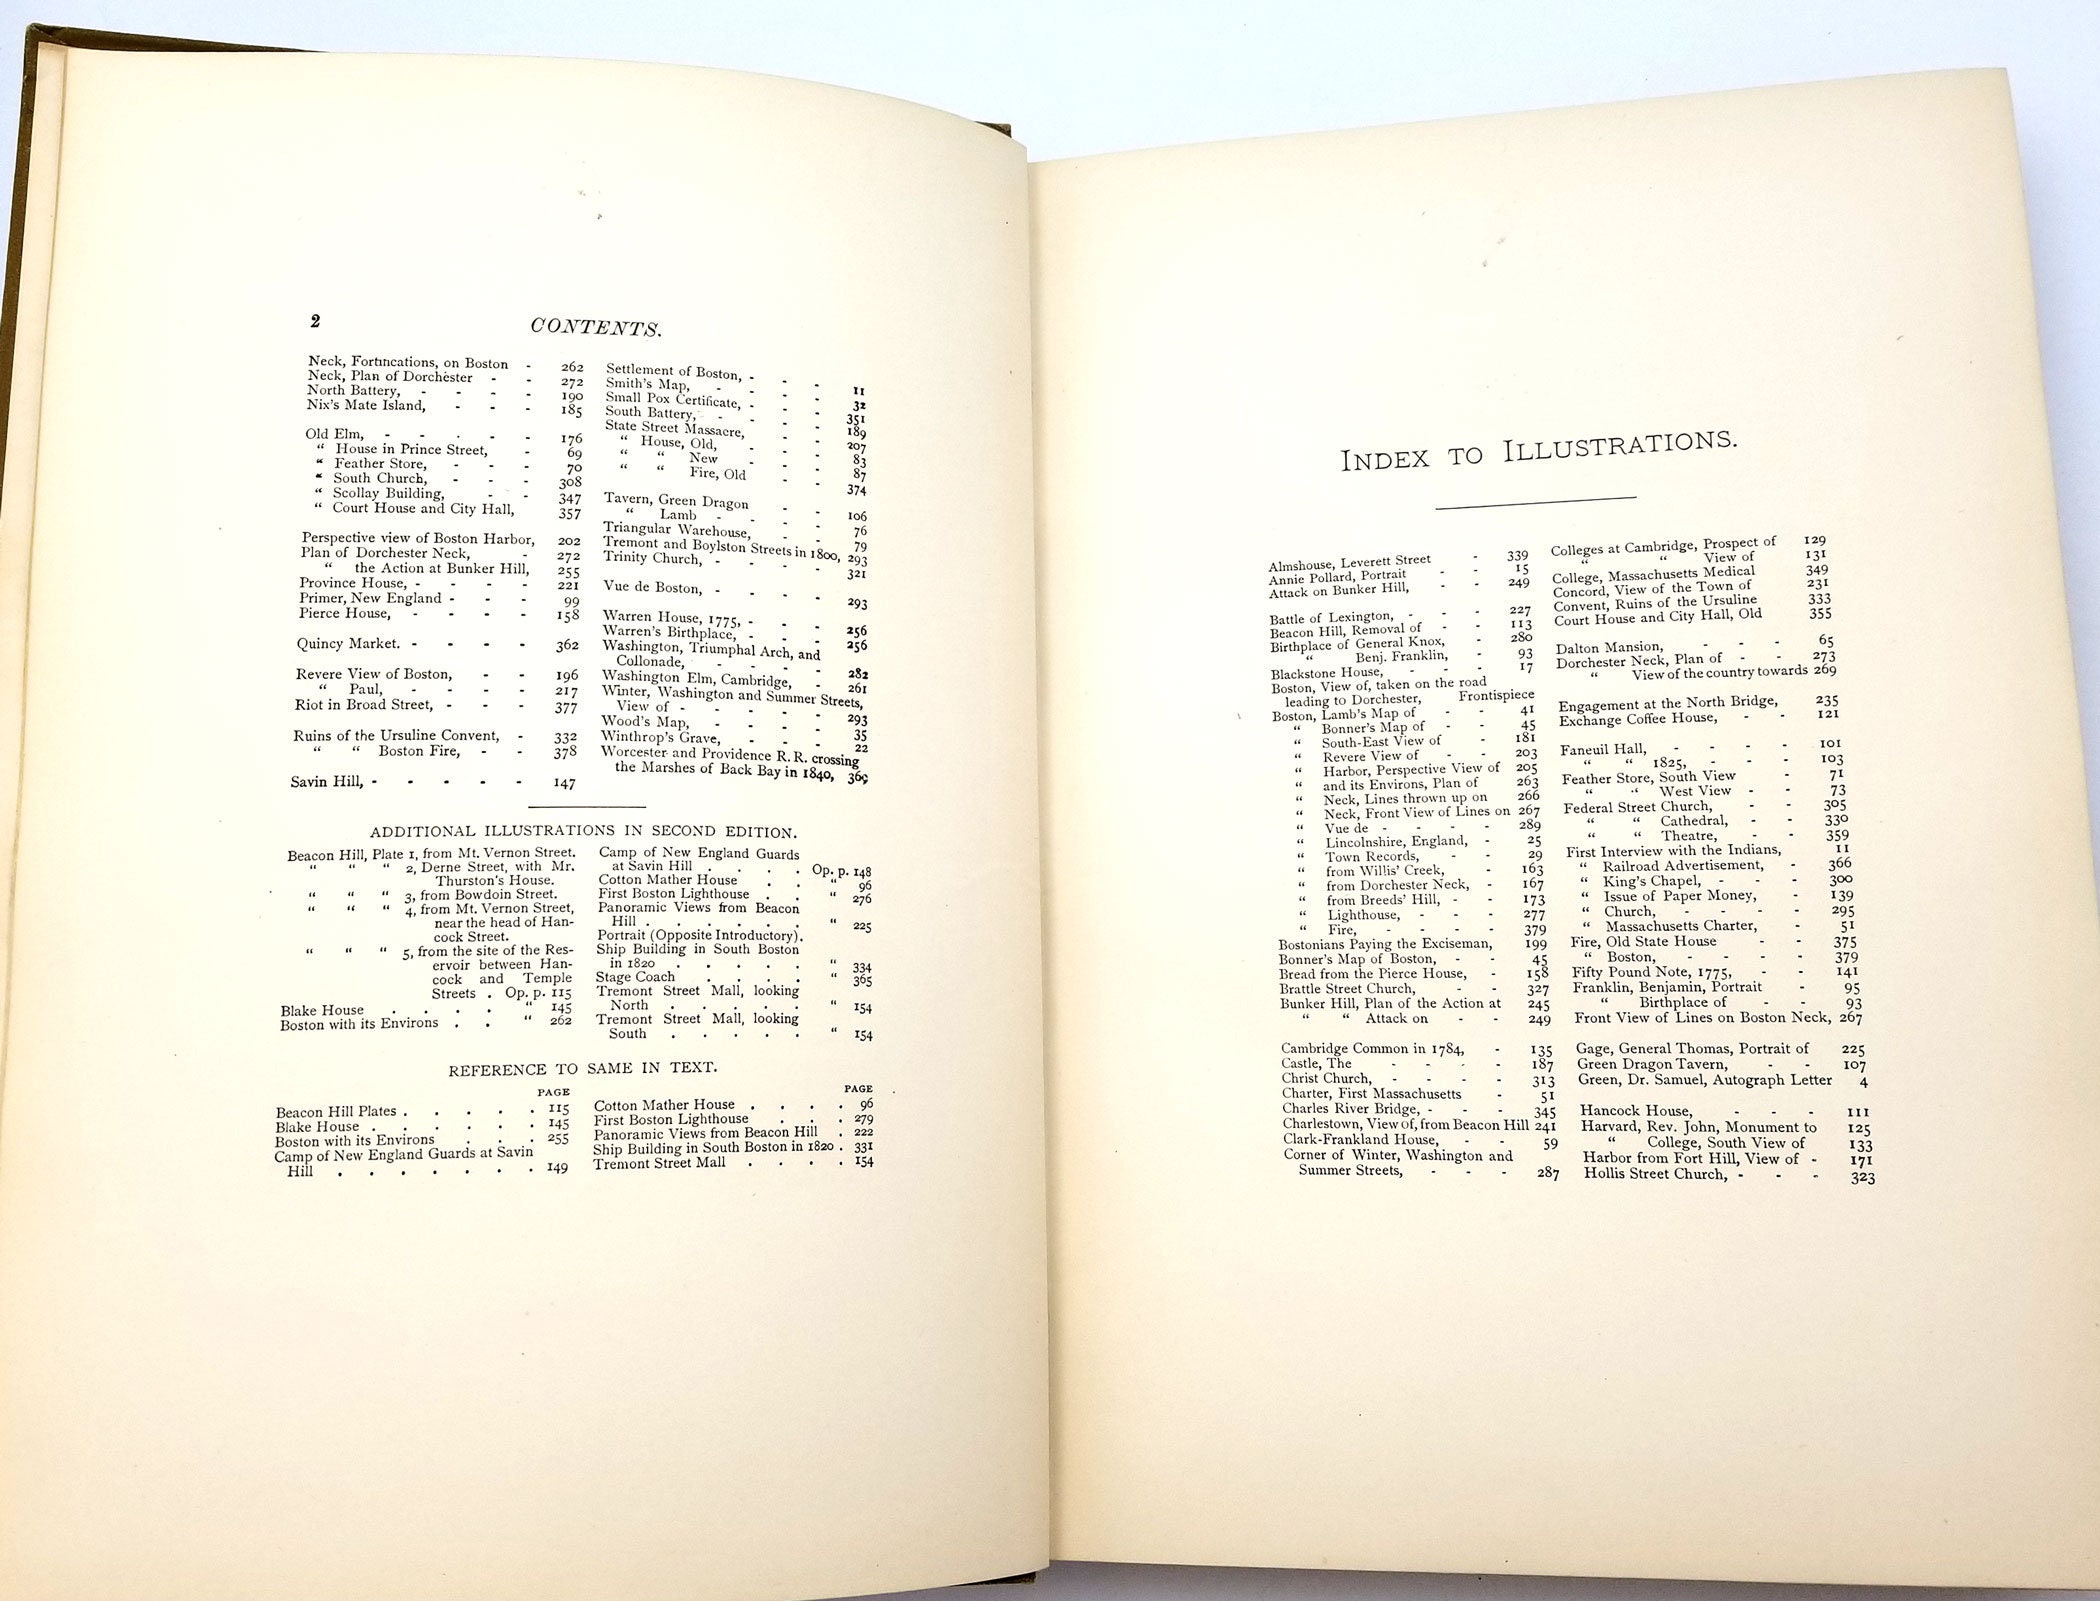 2
CONTENTS.
Neck, Fortifications, on Boston - 262
Neck, Plan of Dorchester - - 272
North Battery, - - - - 190
Nix's Mate Island, - - - 185
Old Elm, - - - - - 176
“ House in Prince Street, - 69
“ Feather Store, - - - 70
“ South Church, - - - 308
“ Scollay Building, - - 347
“ Court House and City Hall, 357
Perspective view of Boston Harbor, 202
Plan of Dorchester Neck, - 272
“ the Action at Bunker Hill, 255
Province House, - - - - 221
Primer, New England - - - 99
Pierce House, - - - - 158
Quincy Market. - - - - 362
Revere View of Boston, - - 196
“ Paul, - - - - 217
Riot in Broad Street, - - - 377
Ruins of the Ursuline Convent, - 332
“ “ Boston Fire, - - 378
Savin Hill, - - - - - 147
Settlement of Boston, - - - 11
Smith's Map, - - - - 32
Small Pox Certificate, - - - 351
South Battery, - - - - 189
State Street Massacre, - - 207
“ House, Old, - - - 83
“ “ New - - - 87
“ “ Fire, Old - - 374
Tavern, Green Dragon - - 106
“ Lamb - - - 76
Triangular Warehouse, - - 79
Tremont and Boylston Streets in 1800, 293
Trinity Church, - - - - 321
Vue de Boston, - - - - 293
Warren House, 1775, - - - 256
Warren's Birthplace, - - - 256
Washington, Triumphal Arch, and
Collonade, - - - - 282
Washington Elm, Cambridge, - 261
Winter, Washington and Summer Streets,
View of - - - - - 293
Wood's Map, - - - - 35
Winthrop's Grave, - - - 22
Worcester and Providence R. R. crossing
the Marshes of Back Bay in 1840, 369
ADDITIONAL ILLUSTRATIONS IN SECOND EDITION.
Beacon Hill, Plate 1, from Mt. Vernon Street.
“ “ “ 2, Derne Street, with Mr.
Thurston's House.
“ “ “ 3, from Bowdoin Street.
“ “ “ 4, from Mt. Vernon Street,
near the head of Han-
cock Street.
“ “ “ 5, from the site of the Res-
ervoir between Han-
cock and Temple
Streets . Op. p. 115
Blake House . . . . “ 145
Boston with its Environs . . “ 262
Camp of New England Guards
at Savin Hill . . . . Op. p. 148
Cotton Mather House . . “ 96
First Boston Lighthouse . . “ 276
Panoramic Views from Beacon
Hill . . . . . . “ 225
Portrait (Opposite Introductory).
Ship Building in South Boston
in 1820 . . . . . “ 334
Stage Coach . . . . “ 365
Tremont Street Mall, looking
North . . . . . “ 154
Tremont Street Mall, looking
South . . . . . “ 154
REFERENCE TO SAME IN TEXT.
PAGE
Beacon Hill Plates . . . . . 115
Blake House . . . . . . 145
Boston with its Environs . . . 255
Camp of New England Guards at Savin
Hill . . . . . . . 149
PAGE
Cotton Mather House . . . . 96
First Boston Lighthouse . . . 279
Panoramic Views from Beacon Hill . 222
Ship Building in South Boston in 1820 . 331
Tremont Street Mall . . . . 154
INDEX TO ILLUSTRATIONS.
Almshouse, Leverett Street - 339
Annie Pollard, Portrait - - 15
Attack on Bunker Hill, - - 249
Battle of Lexington, - - - 227
Beacon Hill, Removal of - - 113
Birthplace of General Knox, - 280
“ Benj. Franklin, - 93
Blackstone House, - - - 17
Boston, View of, taken on the road
leading to Dorchester, Frontispiece
Boston, Lamb's Map of - - 41
“ Bonner's Map of - - 45
“ South-East View of - 181
“ Revere View of - - 203
“ Harbor, Perspective View of 205
“ and its Environs, Plan of 263
“ Neck, Lines thrown up on 266
“ Neck, Front View of Lines on 267
“ Vue de - - - - 289
“ Lincolnshire, England, - 25
“ Town Records, - - 29
“ from Willis' Creek, - 163
“ from Dorchester Neck, - 167
“ from Breeds' Hill, - - 173
“ Lighthouse, - - - 277
“ Fire, - - - - 379
Bostonians Paying the Exciseman, 199
Bonner's Map of Boston, - - 45
Bread from the Pierce House, - 158
Brattle Street Church, - - 327
Bunker Hill, Plan of the Action at 245
“ “ Attack on - - 249
Cambridge Common in 1784, - 135
Castle, The - - - - 187
Christ Church, - - - - 313
Charter, First Massachusetts - 51
Charles River Bridge, - - - 345
Charlestown, View of, from Beacon Hill 241
Clark-Frankland House, - - 59
Corner of Winter, Washington and
Summer Streets, - - - 287
Colleges at Cambridge, Prospect of 129
“ “ View of 131
College, Massachusetts Medical 349
Concord, View of the Town of 231
Convent, Ruins of the Ursuline 333
Court House and City Hall, Old 355
Dalton Mansion, - - - 65
Dorchester Neck, Plan of - - 273
“ View of the country towards 269
Engagement at the North Bridge, 235
Exchange Coffee House, - - 121
Faneuil Hall, - - - - 101
“ “ 1825, - - - 103
Feather Store, South View - 71
“ “ West View - - 73
Federal Street Church, - - 305
“ “ Cathedral, - - 330
“ “ Theatre, - - 359
First Interview with the Indians, 11
“ Railroad Advertisement, - 366
“ King's Chapel, - - - 300
“ Issue of Paper Money, - 139
“ Church, - - - - 295
“ Massachusetts Charter, - 51
Fire, Old State House - - 375
“ Boston, - - - - 379
Fifty Pound Note, 1775, - - 141
Franklin, Benjamin, Portrait - 95
“ Birthplace of - - 93
Front View of Lines on Boston Neck, 267
Gage, General Thomas, Portrait of 225
Green Dragon Tavern, - - 107
Green, Dr. Samuel, Autograph Letter 4
Hancock House, - - - 111
Harvard, Rev. John, Monument to 125
“ College, South View of 133
Harbor from Fort Hill, View of - 171
Hollis Street Church, - - - 323